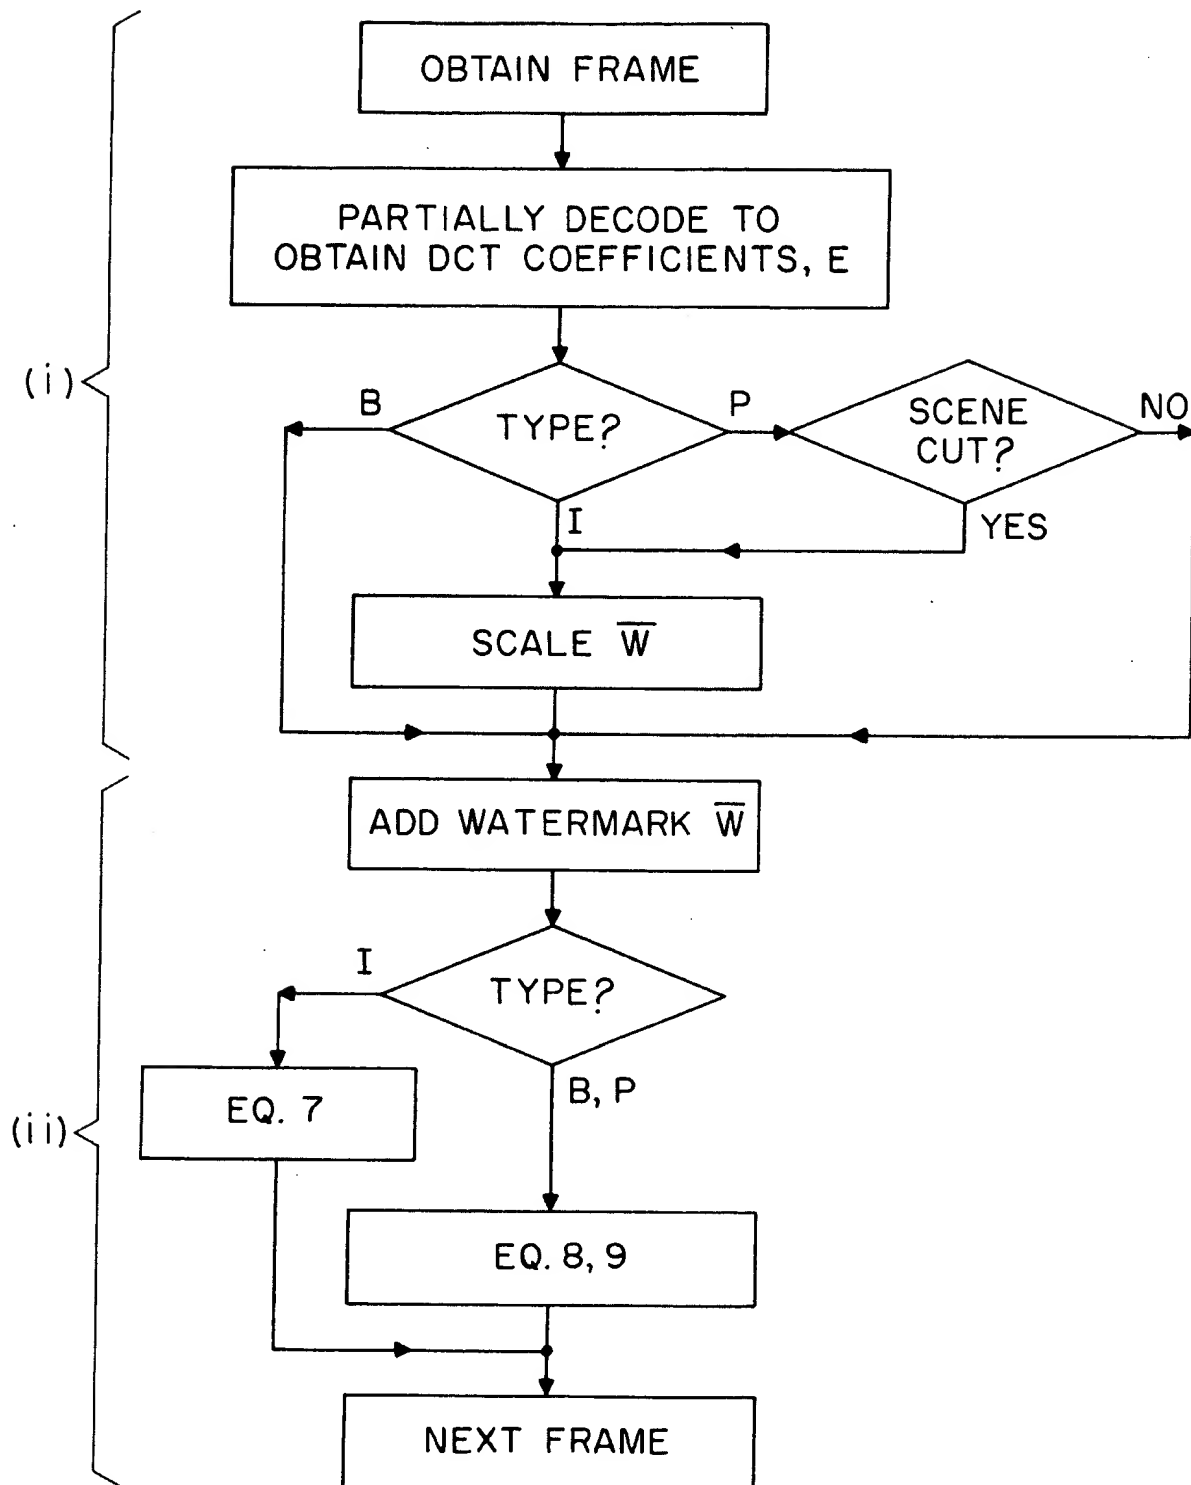 OBTAIN FRAME
PARTIALLY DECODE TO
OBTAIN DCT COEFFICIENTS, E
(i)
B
TYPE?
P
SCENE
CUT?
NO
I
YES
SCALE W̅
ADD WATERMARK W̅
I
TYPE?
B, P
(ii)
EQ. 7
EQ. 8, 9
NEXT FRAME